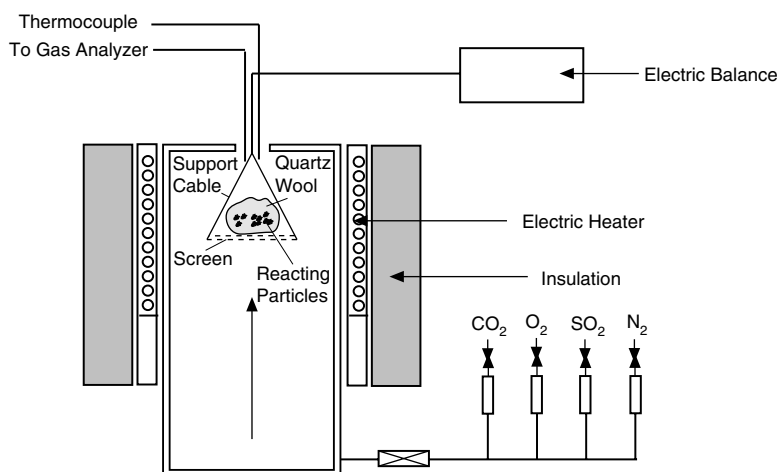 Thermocouple
To Gas Analyzer
Electric Balance
Support
Cable
Quartz
Wool
Screen
Reacting
Particles
Electric Heater
Insulation
CO₂
O₂
SO₂
N₂